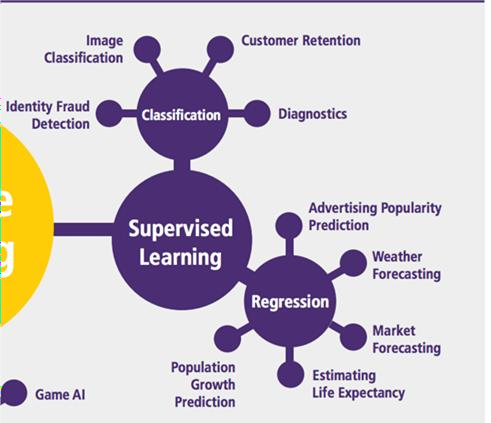 Image
Classification
Customer Retention
Identity Fraud
Detection
Classification
Diagnostics
e
g
Supervised
Learning
Advertising Popularity
Prediction
Weather
Forecasting
Regression
Market
Forecasting
Population
Growth
Prediction
Estimating
Life Expectancy
Game AI